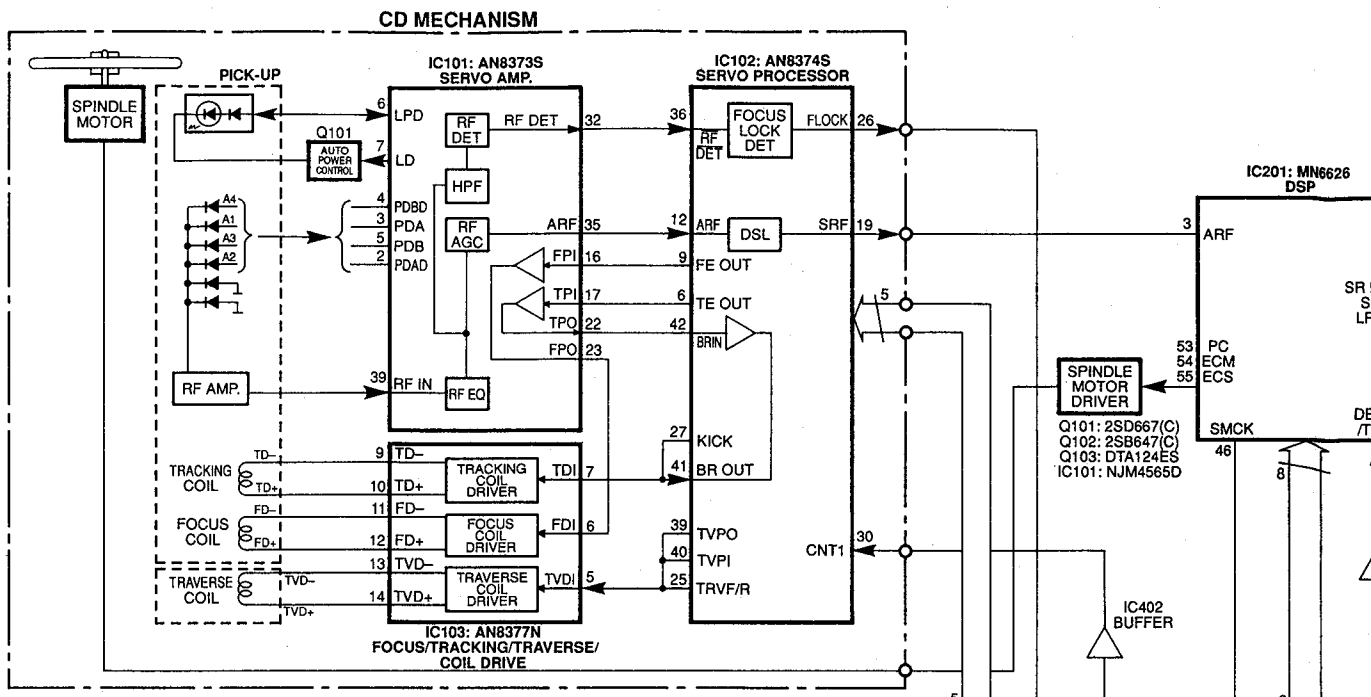 CD MECHANISM
SPINDLE
MOTOR
PICK-UP
Q101
AUTO
POWER
CONTROL
A4
A1
A3
A2
RF AMP.
IC101: AN8373S
SERVO AMP.
6 LPD
7 LD
4 PDBD
3 PDA
5 PDB
2 PDAD
39 RF IN
RF
DET
HPF
RF
AGC
RF EQ
RF DET 32
ARF 35
FPI 16
TPI 17
TPO 22
FPO 23
IC102: AN8374S
SERVO PROCESSOR
36 RF
DET
FOCUS
LOCK
DET
FLOCK 26
12 ARF
DSL
SRF 19
9 FE OUT
6 TE OUT
42 BRIN
5
27 KICK
41 BR OUT
39 TVPO
40 TVPI
25 TRVF/R
CNT1 30
TRACKING
COIL
TD–
TD+
FOCUS
COIL
FD–
FD+
TRAVERSE
COIL
TVD–
TVD+
9 TD–
10 TD+
11 FD–
12 FD+
13 TVD–
14 TVD+
TRACKING
COIL
DRIVER
TDI 7
FOCUS
COIL
DRIVER
FDI 6
TRAVERSE
COIL
DRIVER
TVDI 5
IC103: AN8377N
FOCUS/TRACKING/TRAVERSE/
COIL DRIVE
IC201: MN6626
DSP
3 ARF
SR
S
LF
53 PC
54 ECM
55 ECS
SPINDLE
MOTOR
DRIVER
Q101: 2SD667(C)
Q102: 2SB647(C)
Q103: DTA124ES
IC101: NJM4565D
DE
/T
SMCK
46
8
IC402
BUFFER